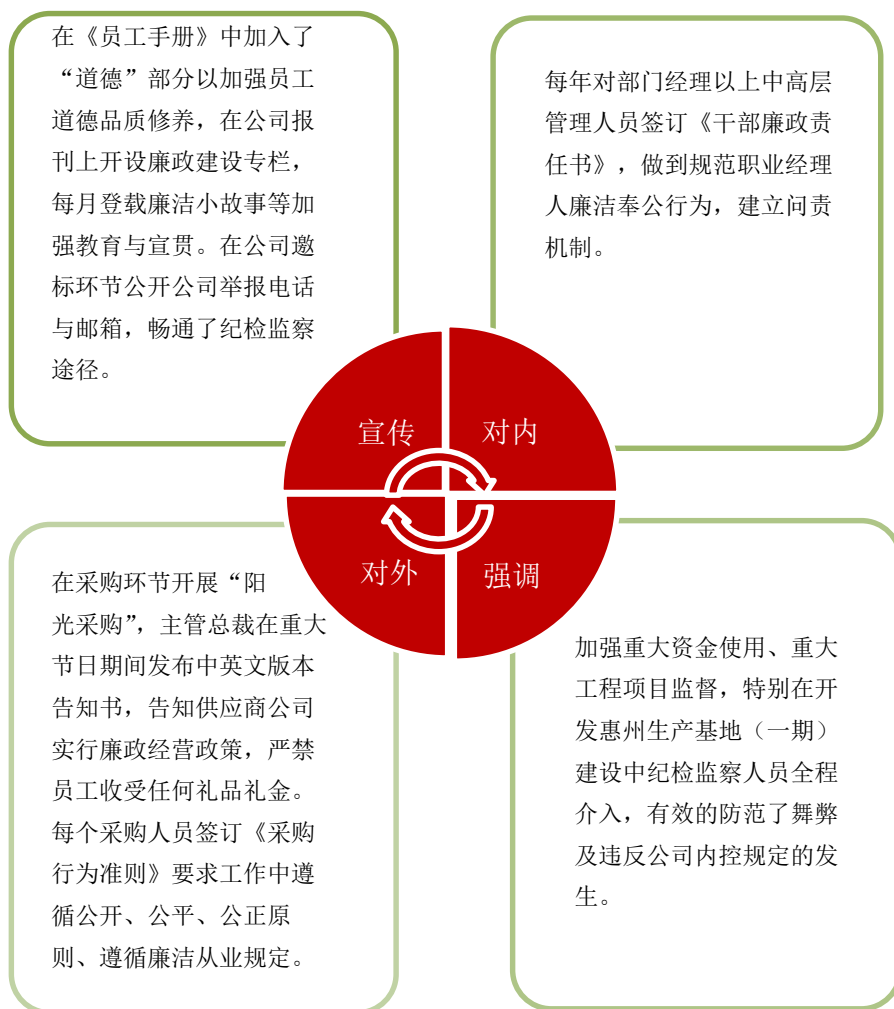 在《员工手册》中加入了
“道德”部分以加强员工
道德品质修养，在公司报
刊上开设廉政建设专栏，
每月登载廉洁小故事等加
强教育与宣贯。在公司邀
标环节公开公司举报电话
与邮箱，畅通了纪检监察
途径。
每年对部门经理以上中高层
管理人员签订《干部廉政责
任书》，做到规范职业经理
人廉洁奉公行为，建立问责
机制。
宣传
对内
对外
强调
在采购环节开展“阳
光采购”，主管总裁在重大
节日期间发布中英文版本
告知书，告知供应商公司
实行廉政经营政策，严禁
员工收受任何礼品礼金。
每个采购人员签订《采购
行为准则》要求工作中遵
循公开、公平、公正原
则、遵循廉洁从业规定。
加强重大资金使用、重大
工程项目监督，特别在开
发惠州生产基地（一期）
建设中纪检监察人员全程
介入，有效的防范了舞弊
及违反公司内控规定的发
生。